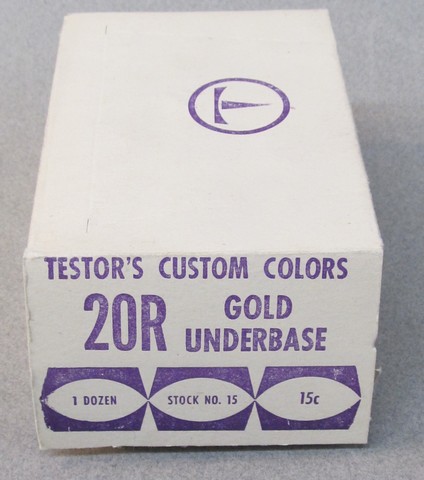 TESTOR'S CUSTOM COLORS
20R GOLD
UNDERBASE
1 DOZEN STOCK NO. 15 15c